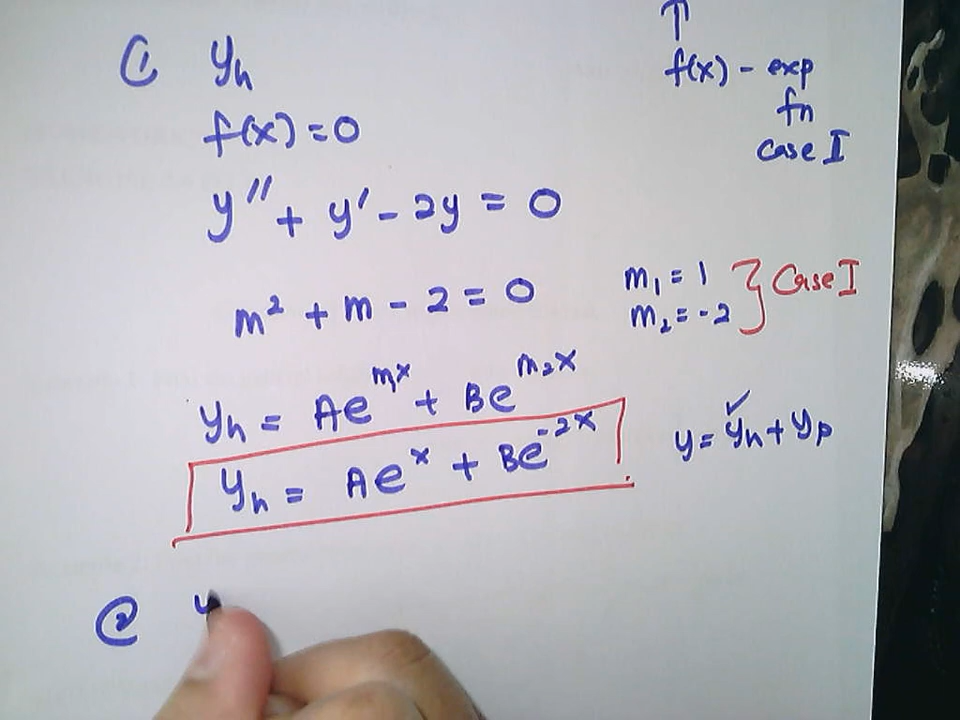 ↑
f(x) - exp
fn
case I
① yh
f(x) = 0
y'' + y' - 2y = 0
m² + m - 2 = 0
m₁ = 1
m₂ = -2
} Case I
yh = Ae^m₁x + Be^m₂x
yh = Ae^x + Be^-2x
y = yh + yp
✓
② y